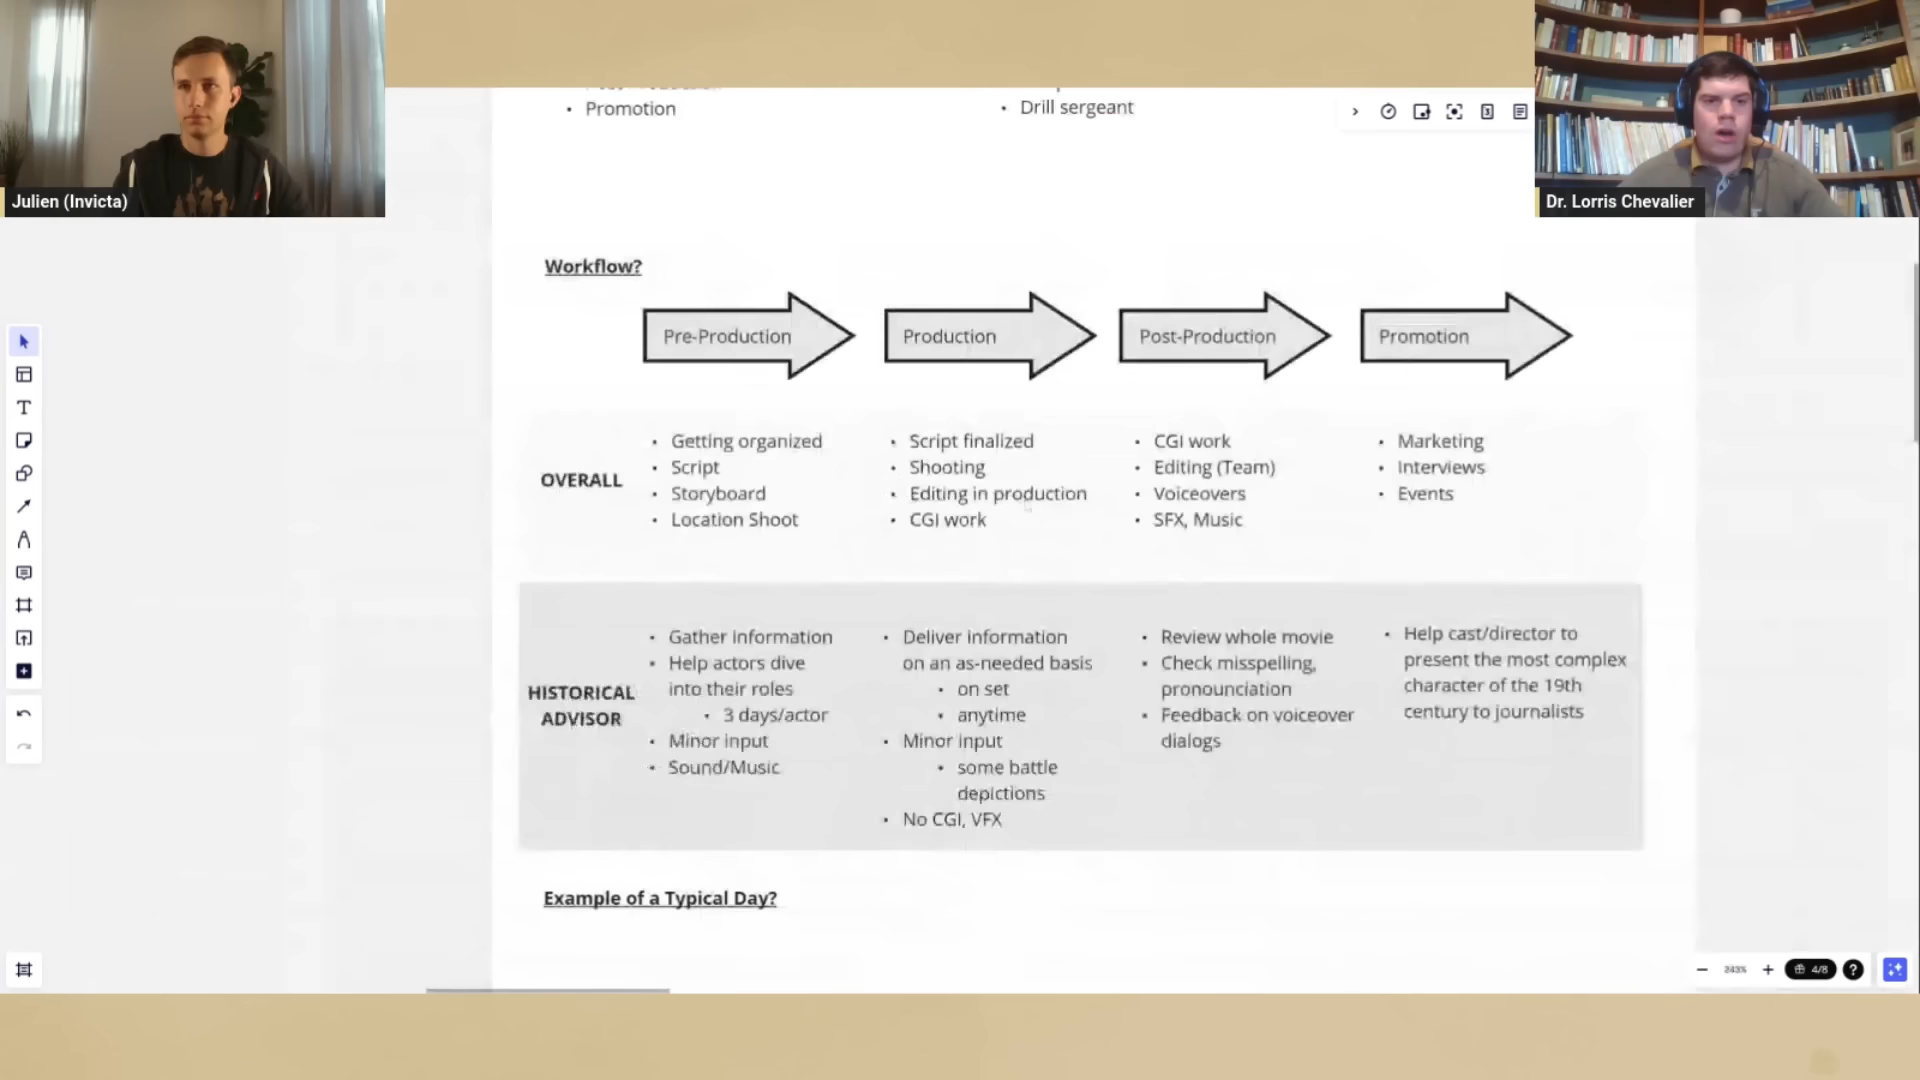 Julien (Invicta)
Dr. Lorris Chevalier
• Promotion
• Drill sergeant
Workflow?
Pre-Production
Production
Post-Production
Promotion
OVERALL
• Getting organized
• Script
• Storyboard
• Location Shoot
• Script finalized
• Shooting
• Editing in production
• CGI work
• CGI work
• Editing (Team)
• Voiceovers
• SFX, Music
• Marketing
• Interviews
• Events
HISTORICAL
ADVISOR
• Gather information
• Help actors dive
into their roles
• 3 days/actor
• Minor input
• Sound/Music
• Deliver information
on an as-needed basis
• on set
• anytime
• Minor input
• some battle
depictions
• No CGI, VFX
• Review whole movie
• Check misspelling,
pronounciation
• Feedback on voiceover
dialogs
• Help cast/director to
present the most complex
character of the 19th
century to journalists
Example of a Typical Day?
243%
4/8